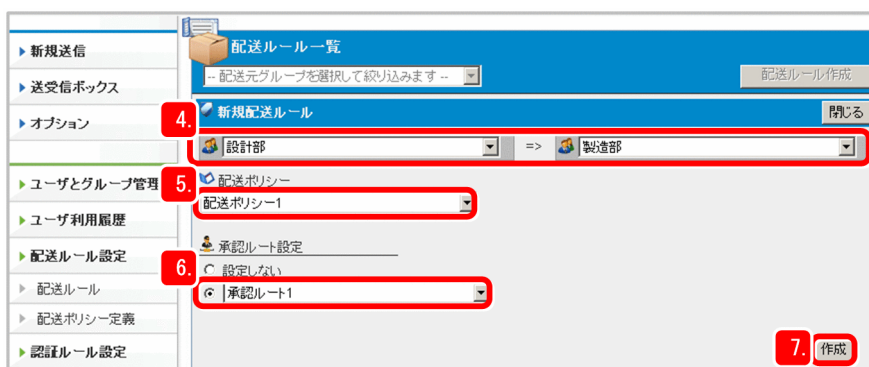 新規送信
送受信ボックス
オプション
ユーザとグループ管理
ユーザ利用履歴
配送ルール設定
配送ルール
配送ポリシー定義
認証ルール設定
配送ルール一覧
-- 配送元グループを選択して絞り込みます --
配送ルール作成
新規配送ルール
閉じる
4.
設計部 => 製造部
5.
配送ポリシー
配送ポリシー1
承認ルート設定
6.
設定しない
承認ルート1
7.
作成